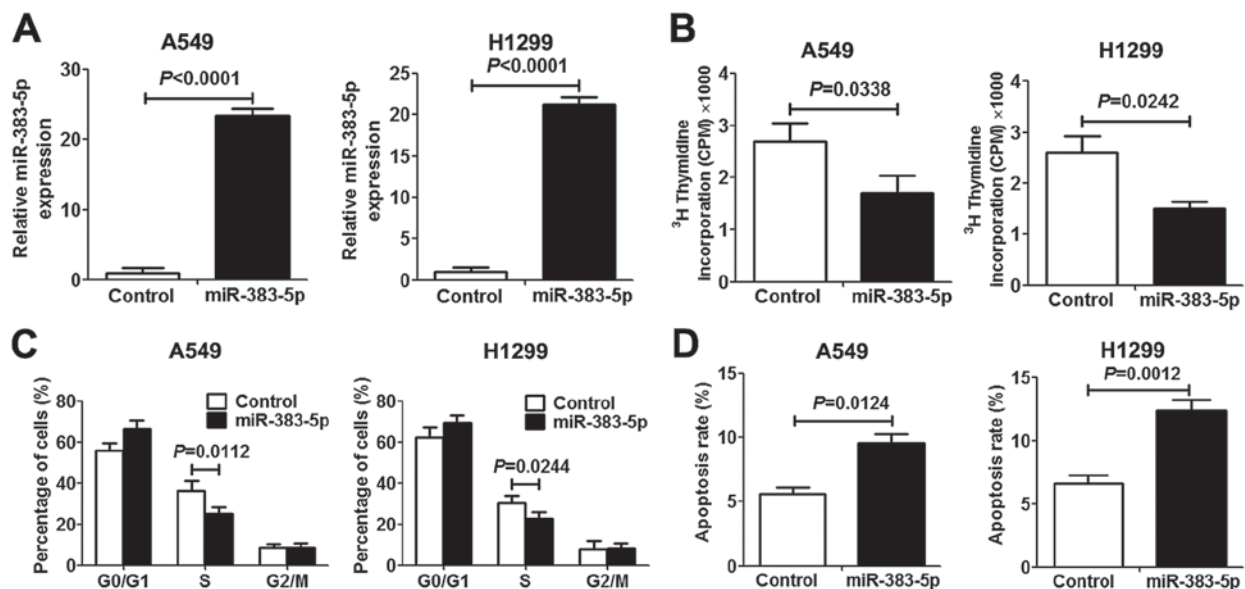 A
A549
P<0.0001
Relative miR-383-5p
expression
30
20
10
0
Control
miR-383-5p
H1299
P<0.0001
Relative miR-383-5p
expression
25
20
15
10
5
0
Control
miR-383-5p
B
A549
P=0.0338
³H Thymidine
Incorporation (CPM) ×1000
4
3
2
1
0
Control
miR-383-5p
H1299
P=0.0242
³H Thymidine
Incorporation (CPM) ×1000
4
3
2
1
0
Control
miR-383-5p
C
A549
Control
miR-383-5p
P=0.0112
Percentage of cells (%)
80
60
40
20
0
G0/G1
S
G2/M
H1299
Control
miR-383-5p
P=0.0244
Percentage of cells (%)
80
60
40
20
0
G0/G1
S
G2/M
D
A549
P=0.0124
Apoptosis rate (%)
15
10
5
0
Control
miR-383-5p
H1299
P=0.0012
Apoptosis rate (%)
15
10
5
0
Control
miR-383-5p